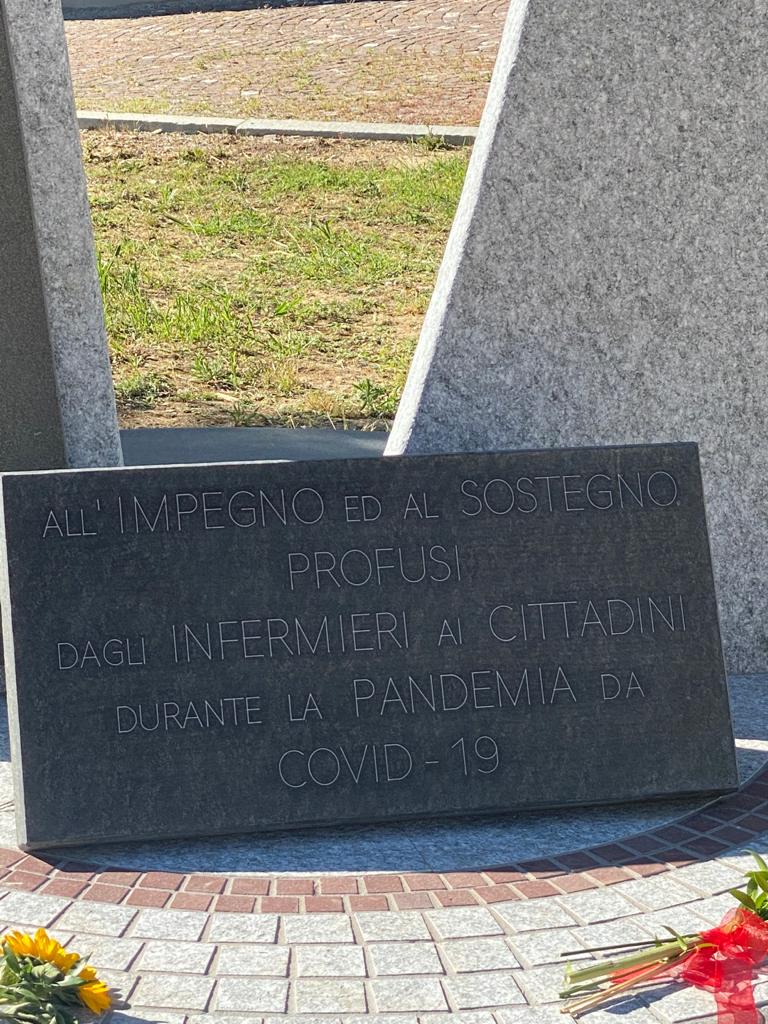 ALL'IMPEGNO ED AL SOSTEGNO
PROFUSI
DAGLI INFERMIERI AI CITTADINI
DURANTE LA PANDEMIA DA
COVID-19